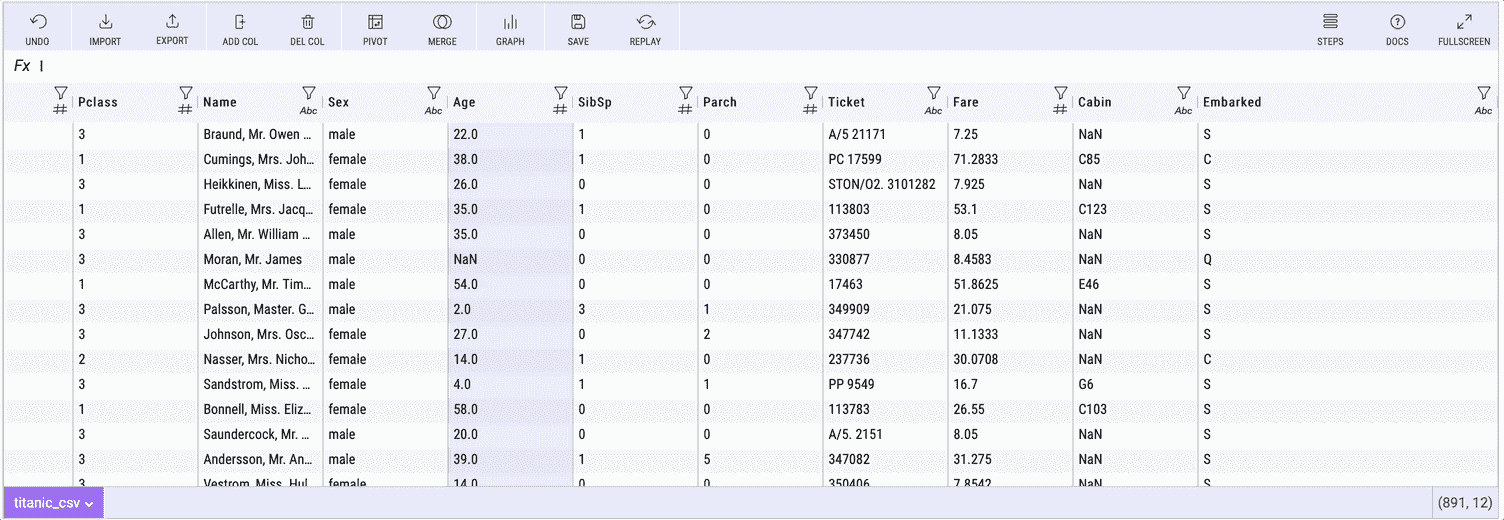 UNDO IMPORT EXPORT ADD COL DEL COL PIVOT MERGE GRAPH SAVE REPLAY STEPS DOCS FULLSCREEN
Fx
# Pclass # Name Abc Sex Abc Age # SibSp # Parch # Ticket Abc Fare # Cabin Abc Embarked Abc
3 Braund, Mr. Owen ... male 22.0 1 0 A/5 21171 7.25 NaN S
1 Cumings, Mrs. Joh... female 38.0 1 0 PC 17599 71.2833 C85 C
3 Heikkinen, Miss. L... female 26.0 0 0 STON/O2. 3101282 7.925 NaN S
1 Futrelle, Mrs. Jacq... female 35.0 1 0 113803 53.1 C123 S
3 Allen, Mr. William ... male 35.0 0 0 373450 8.05 NaN S
3 Moran, Mr. James male NaN 0 0 330877 8.4583 NaN Q
1 McCarthy, Mr. Tim... male 54.0 0 0 17463 51.8625 E46 S
3 Palsson, Master. G... male 2.0 3 1 349909 21.075 NaN S
3 Johnson, Mrs. Osc... female 27.0 0 2 347742 11.1333 NaN S
2 Nasser, Mrs. Nicho... female 14.0 1 0 237736 30.0708 NaN C
3 Sandstrom, Miss. ... female 4.0 1 1 PP 9549 16.7 G6 S
1 Bonnell, Miss. Eliz... female 58.0 0 0 113783 26.55 C103 S
3 Saundercock, Mr. ... male 20.0 0 0 A/5. 2151 8.05 NaN S
3 Andersson, Mr. An... male 39.0 1 5 347082 31.275 NaN S
3 Vestrom, Miss. Hul... female 14.0 0 0 350406 7.8542 NaN S
titanic_csv (891, 12)